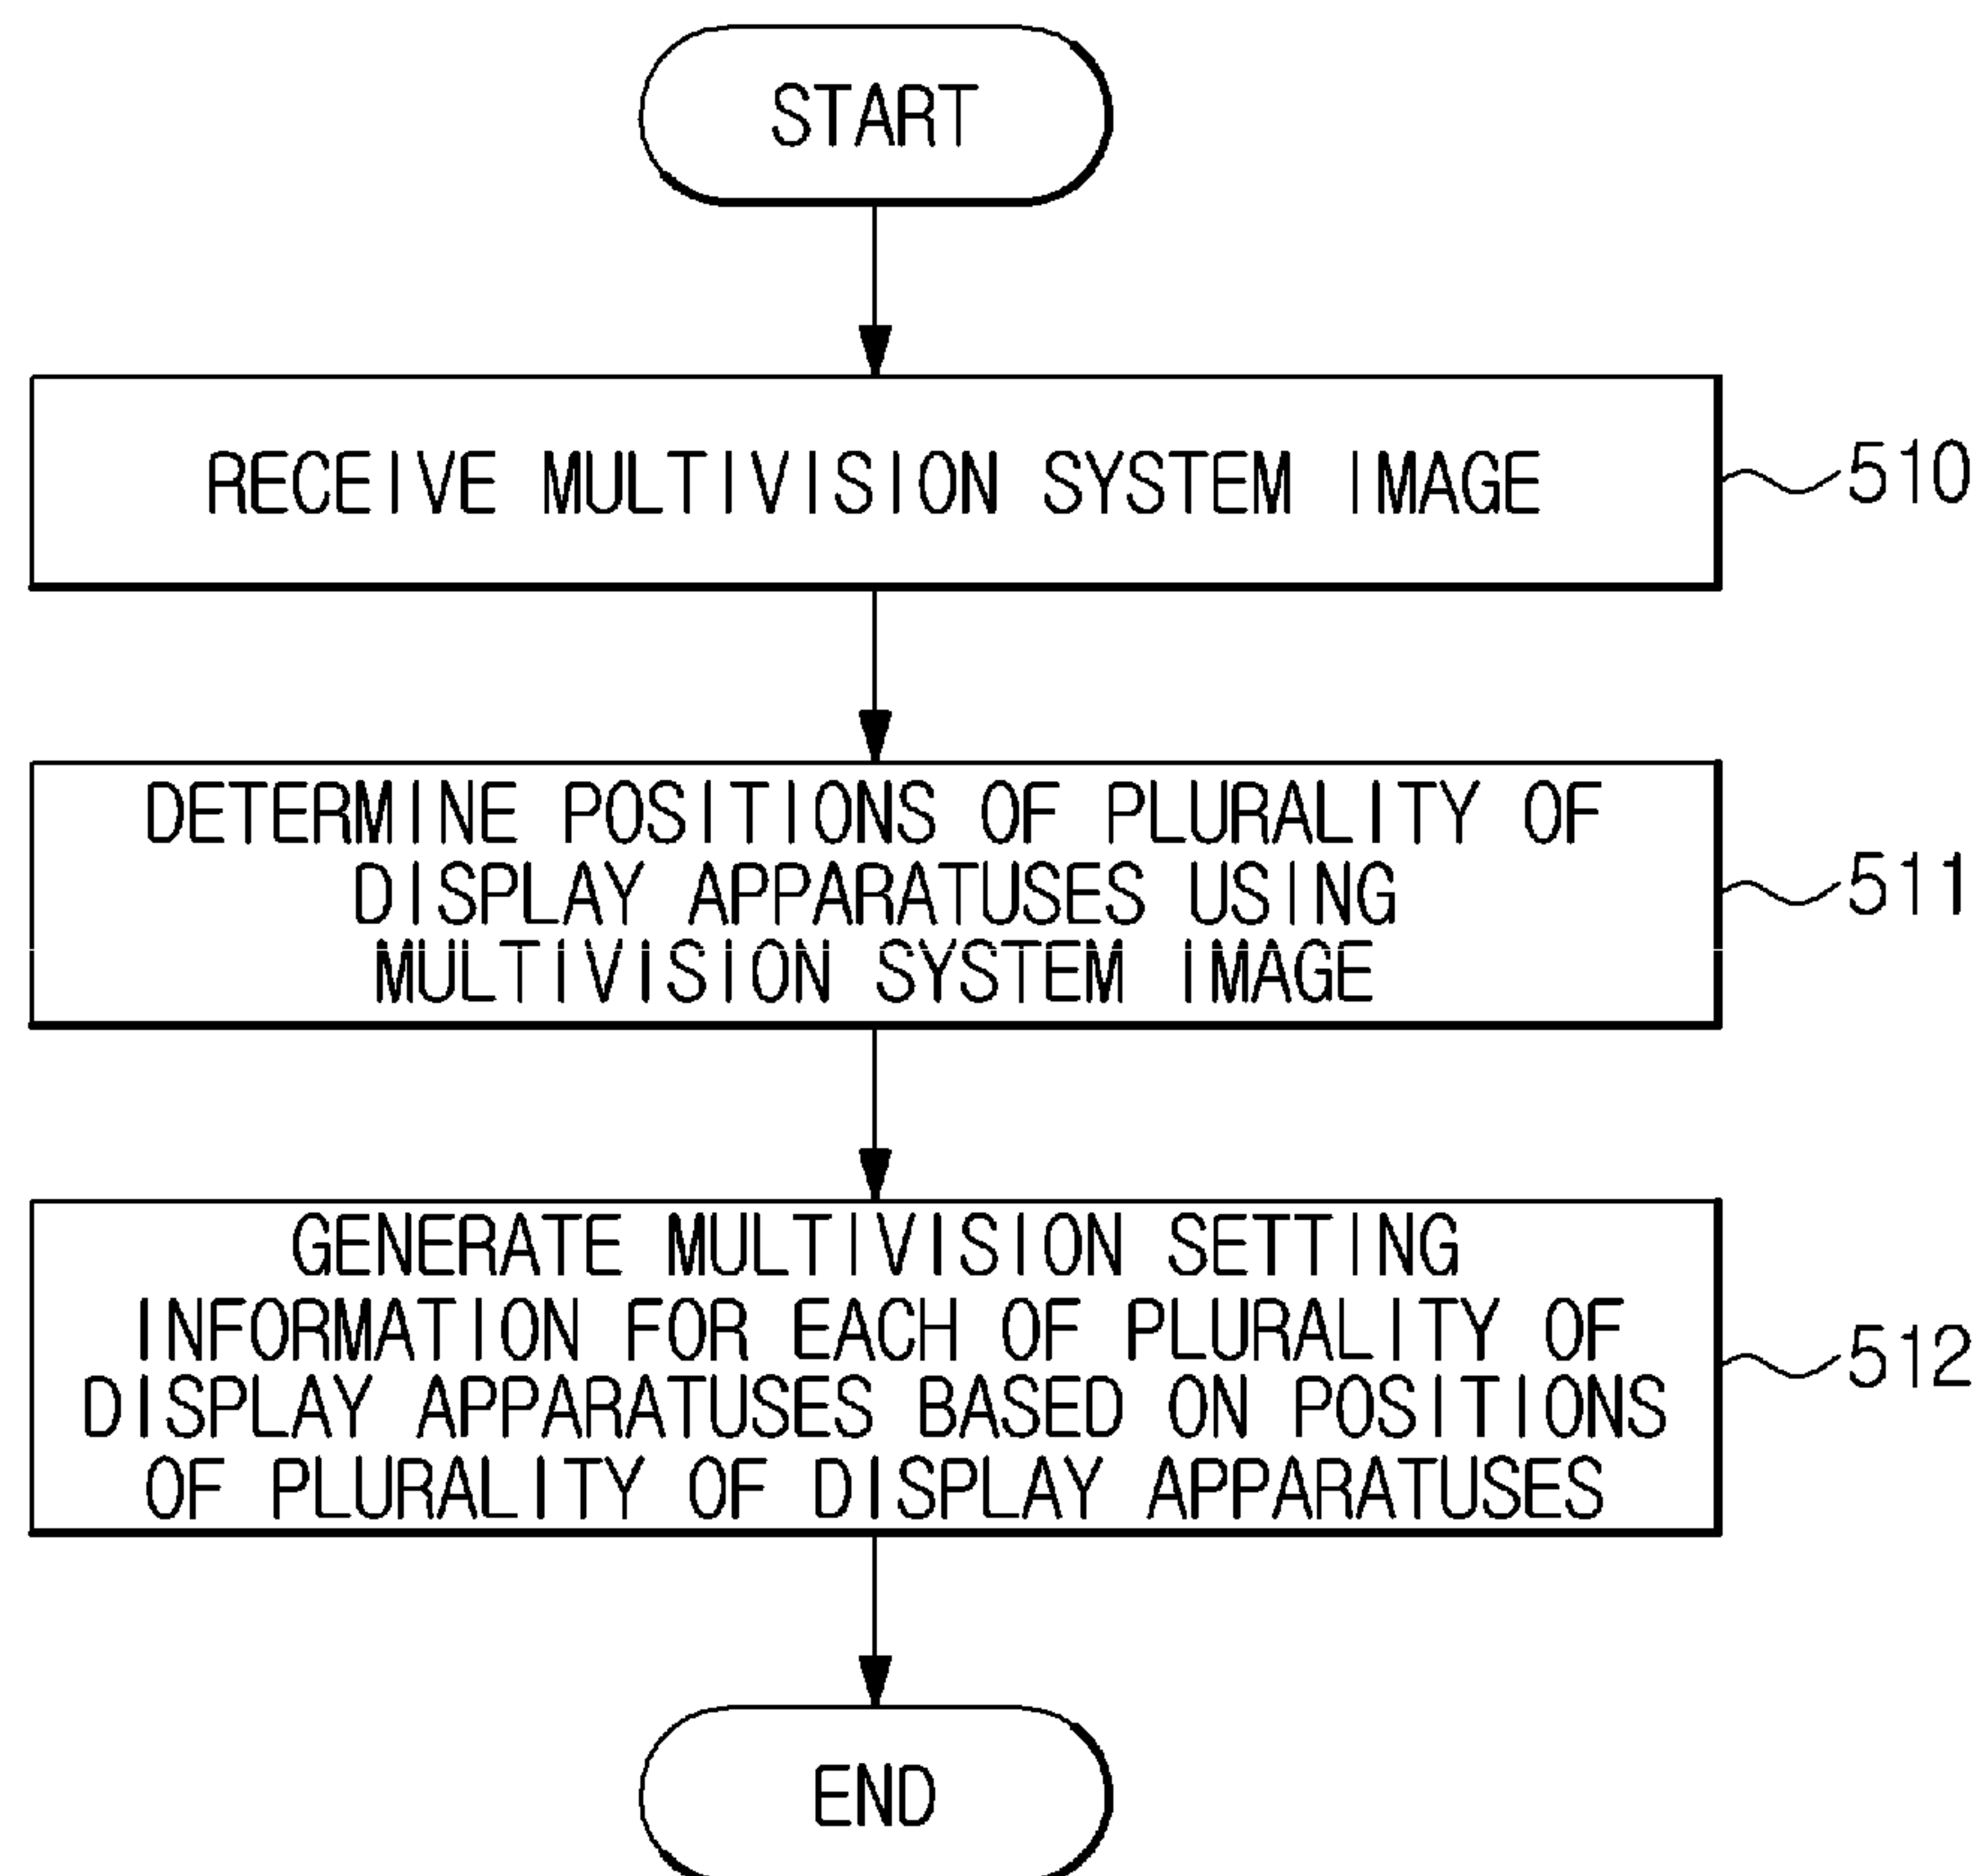 START
RECEIVE MULTIVISION SYSTEM IMAGE
510
DETERMINE POSITIONS OF PLURALITY OF
DISPLAY APPARATUSES USING
MULTIVISION SYSTEM IMAGE
511
GENERATE MULTIVISION SETTING
INFORMATION FOR EACH OF PLURALITY OF
DISPLAY APPARATUSES BASED ON POSITIONS
OF PLURALITY OF DISPLAY APPARATUSES
512
END